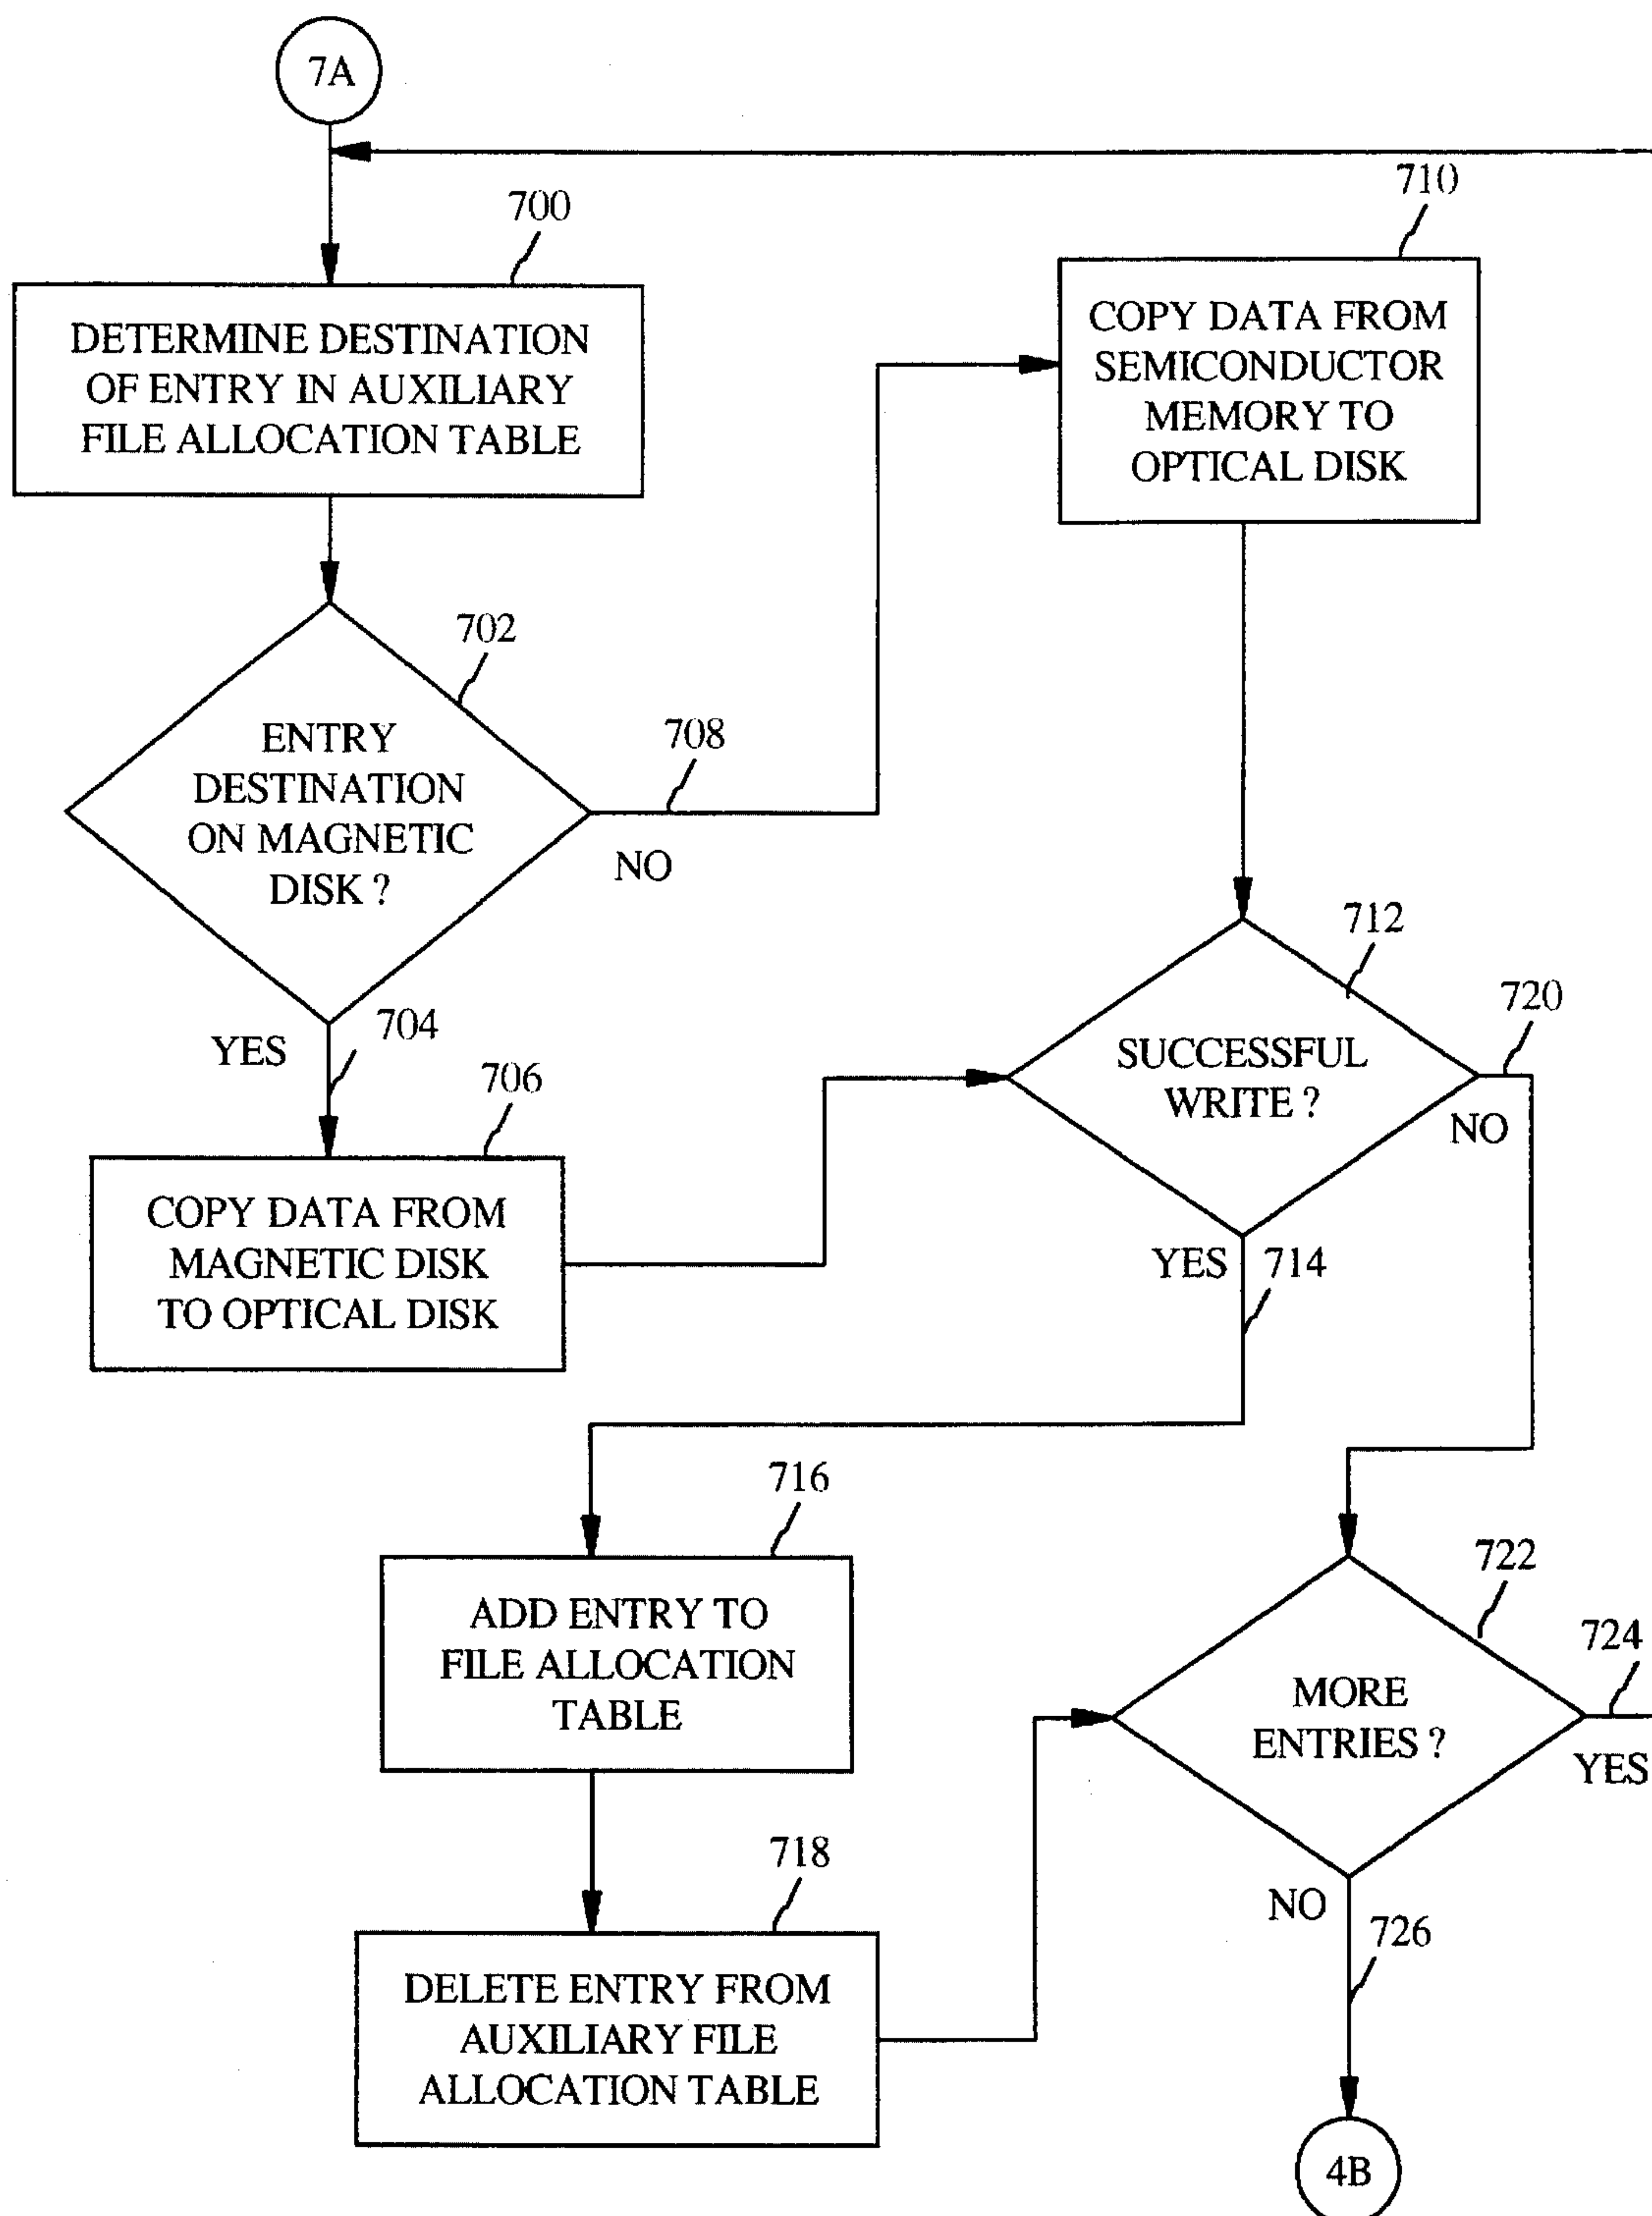 7A
700
DETERMINE DESTINATION
OF ENTRY IN AUXILIARY
FILE ALLOCATION TABLE
710
COPY DATA FROM
SEMICONDUCTOR
MEMORY TO
OPTICAL DISK
702
ENTRY
DESTINATION
ON MAGNETIC
DISK ?
708
NO
YES
704
706
COPY DATA FROM
MAGNETIC DISK
TO OPTICAL DISK
712
SUCCESSFUL
WRITE ?
720
NO
YES
714
716
ADD ENTRY TO
FILE ALLOCATION
TABLE
718
DELETE ENTRY FROM
AUXILIARY FILE
ALLOCATION TABLE
722
MORE
ENTRIES ?
724
YES
NO
726
4B